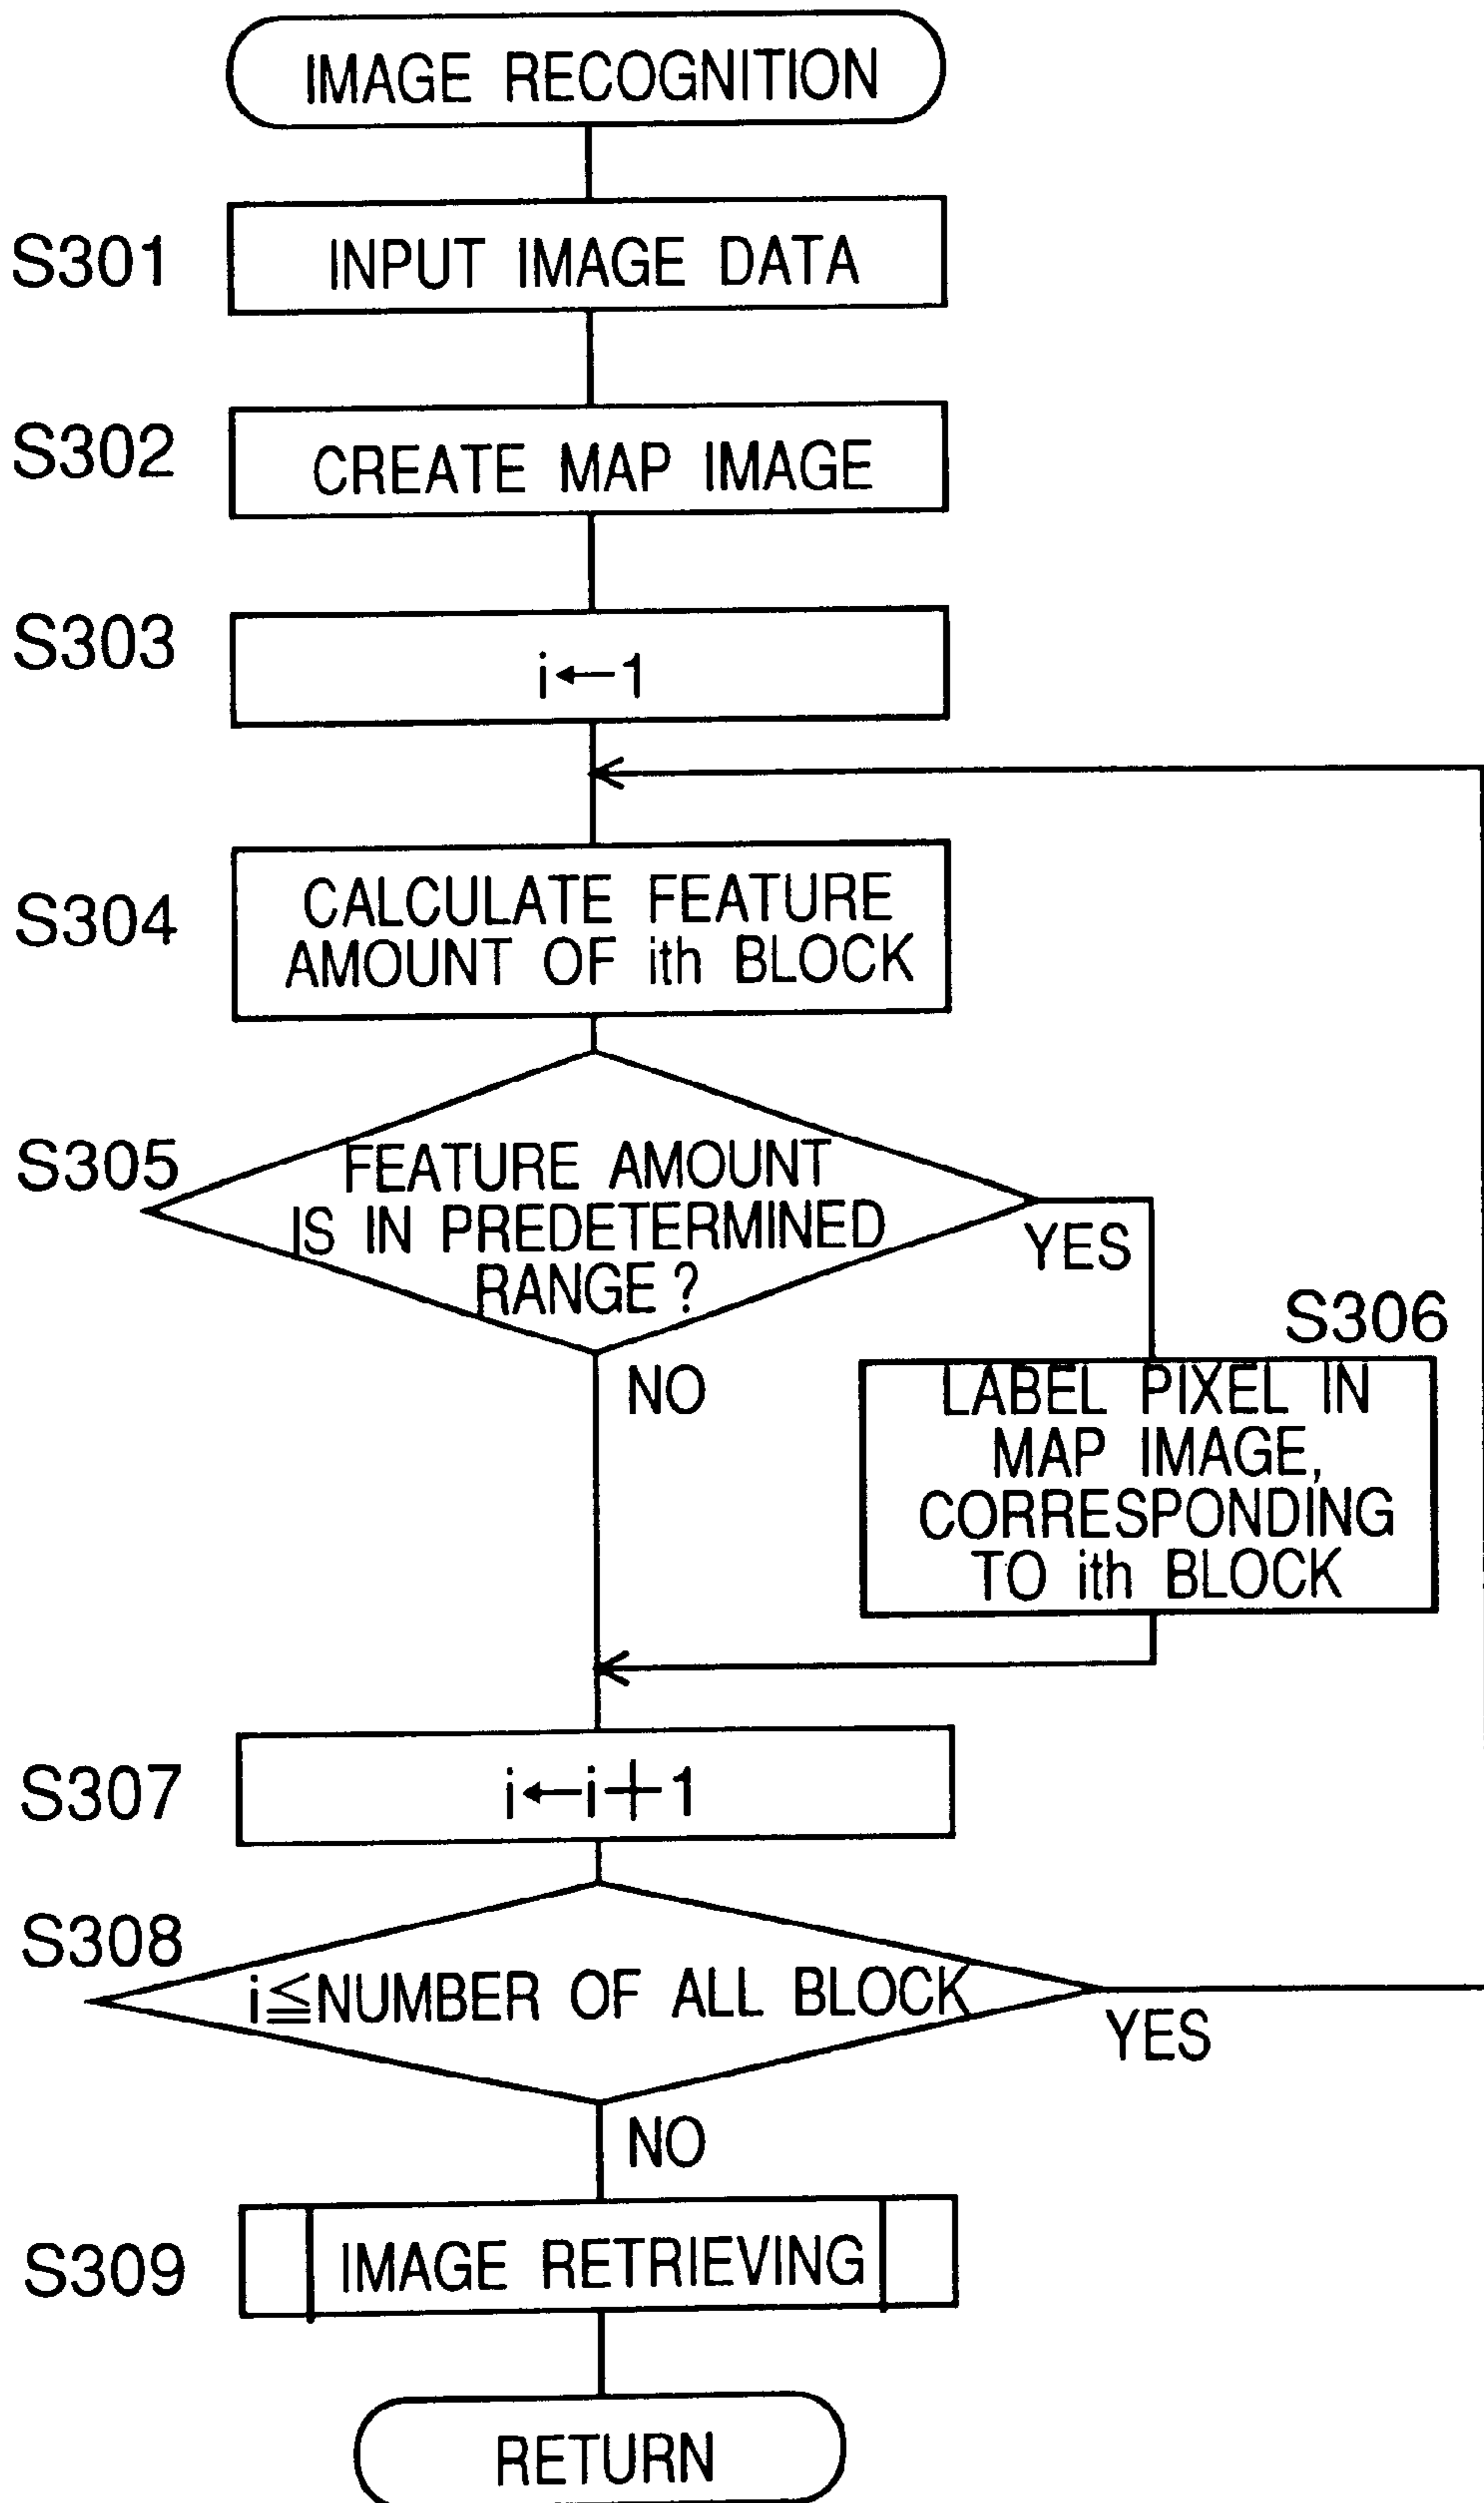 IMAGE RECOGNITION
S301
INPUT IMAGE DATA
S302
CREATE MAP IMAGE
S303
i←1
S304
CALCULATE FEATURE
AMOUNT OF ith BLOCK
S305
FEATURE AMOUNT
IS IN PREDETERMINED
RANGE?
YES
NO
S306
LABEL PIXEL IN
MAP IMAGE,
CORRESPONDING
TO ith BLOCK
S307
i←i+1
S308
i≦NUMBER OF ALL BLOCK
YES
NO
S309
IMAGE RETRIEVING
RETURN